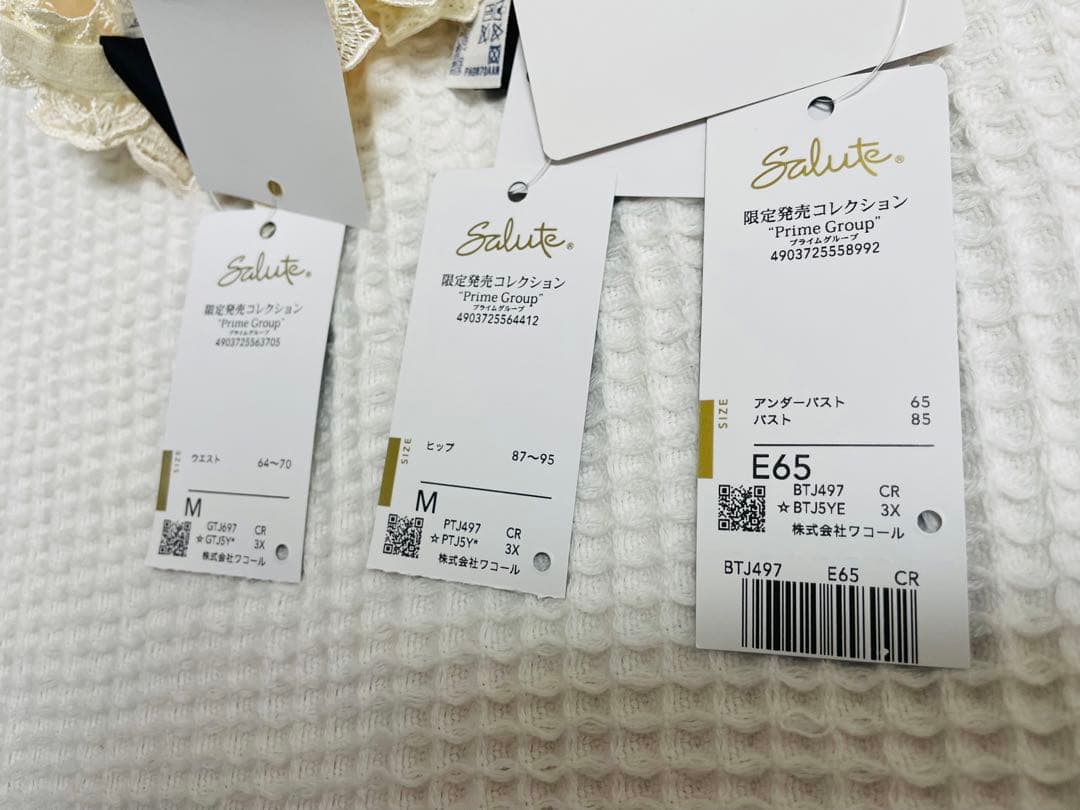 PA0870AAN
Salute®
限定発売コレクション
"Prime Group"
プライムグループ
4903725563705
SIZE
ウエスト 64～70
M
GTJ697 CR
☆GTJ5Y* 3X
株式会社ワコール
Salute®
限定発売コレクション
"Prime Group"
プライムグループ
4903725564412
SIZE
ヒップ 87～95
M
PTJ497 CR
☆PTJ5Y* 3X
株式会社ワコール
Salute®
限定発売コレクション
"Prime Group"
プライムグループ
4903725558992
SIZE
アンダーバスト 65
バスト 85
E65
BTJ497 CR
☆BTJ5YE 3X
株式会社ワコール
BTJ497 E65 CR